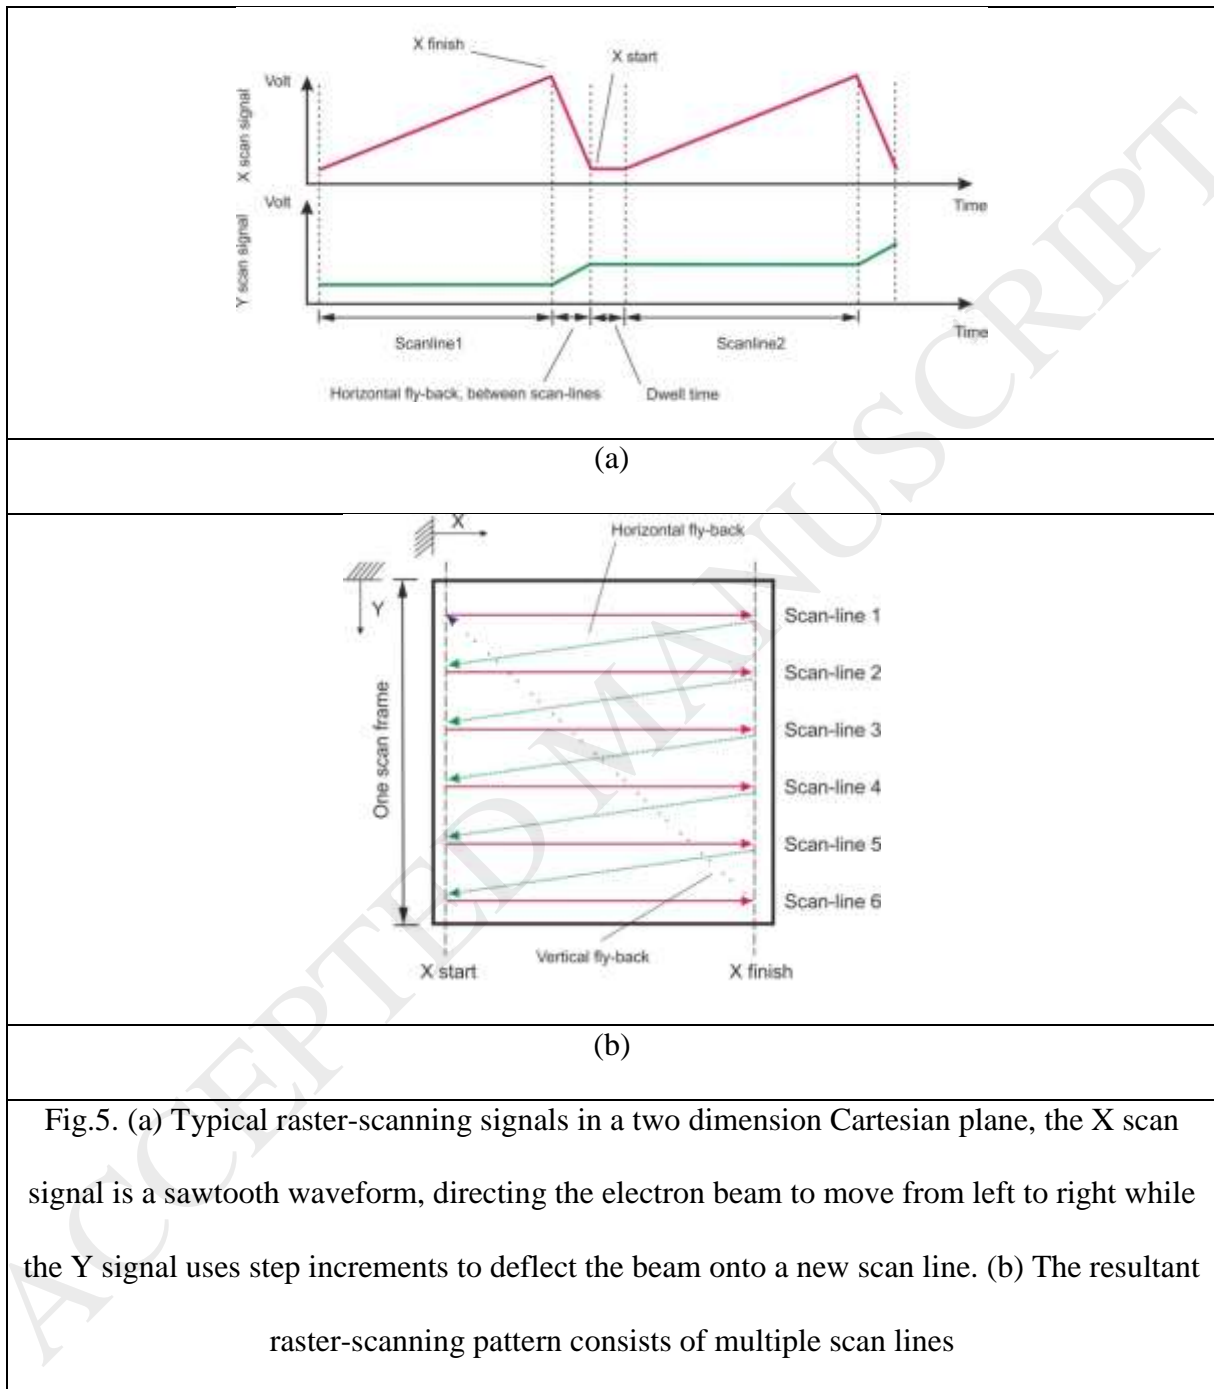 X finish
X start
Volt
X scan signal
Time
Volt
Y scan signal
Time
Scanline1
Scanline2
Horizontal fly-back, between scan-lines
Dwell time
(a)
X
Horizontal fly-back
Y
One scan frame
Scan-line 1
Scan-line 2
Scan-line 3
Scan-line 4
Scan-line 5
Scan-line 6
Vertical fly-back
X start
X finish
(b)
Fig.5. (a) Typical raster-scanning signals in a two dimension Cartesian plane, the X scan
signal is a sawtooth waveform, directing the electron beam to move from left to right while
the Y signal uses step increments to deflect the beam onto a new scan line. (b) The resultant
raster-scanning pattern consists of multiple scan lines
ACCEPTED MANUSCRIPT